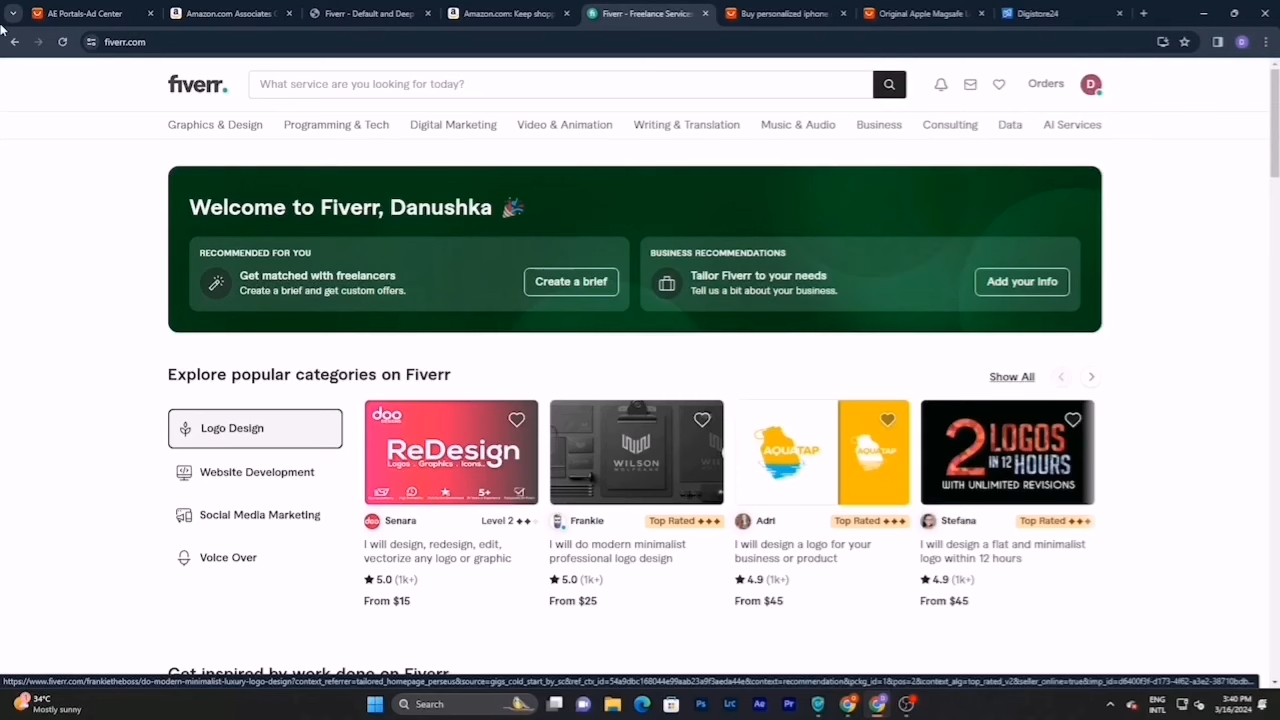 AE Portals-Ad Center
Amazon.com Associates C
Fiverr - Default and Deep
Amazon.com: Keep shopp
Fiverr - Freelance Services
Buy personalized iphone
Original Apple Magsafe
Digistore24
fiverr.com
fiverr.
What service are you looking for today?
Orders
D
Graphics & Design
Programming & Tech
Digital Marketing
Video & Animation
Writing & Translation
Music & Audio
Business
Consulting
Data
AI Services
Welcome to Fiverr, Danushka
RECOMMENDED FOR YOU
Get matched with freelancers
Create a brief and get custom offers.
Create a brief
BUSINESS RECOMMENDATIONS
Tailor Fiverr to your needs
Tell us a bit about your business.
Add your info
Explore popular categories on Fiverr
Show All
Logo Design
Website Development
Social Media Marketing
Voice Over
doo
ReDesign
Logos . Graphics . Icons.
WILSON
AQUATAP
AQUATAP
2 LOGOS
IN 12 HOURS
WITH UNLIMITED REVISIONS
Senara
Level 2
I will design, redesign, edit,
vectorize any logo or graphic
5.0 (1k+)
From $15
Frankie
Top Rated
I will do modern minimalist
professional logo design
5.0 (1k+)
From $25
Adri
Top Rated
I will design a logo for your
business or product
4.9 (1k+)
From $45
Stefana
Top Rated
I will design a flat and minimalist
logo within 12 hours
4.9 (1k+)
From $45
Get inspired by work done on Fiverr
34°C
Mostly sunny
Search
ENG
INTL
3:40 PM
3/16/2024